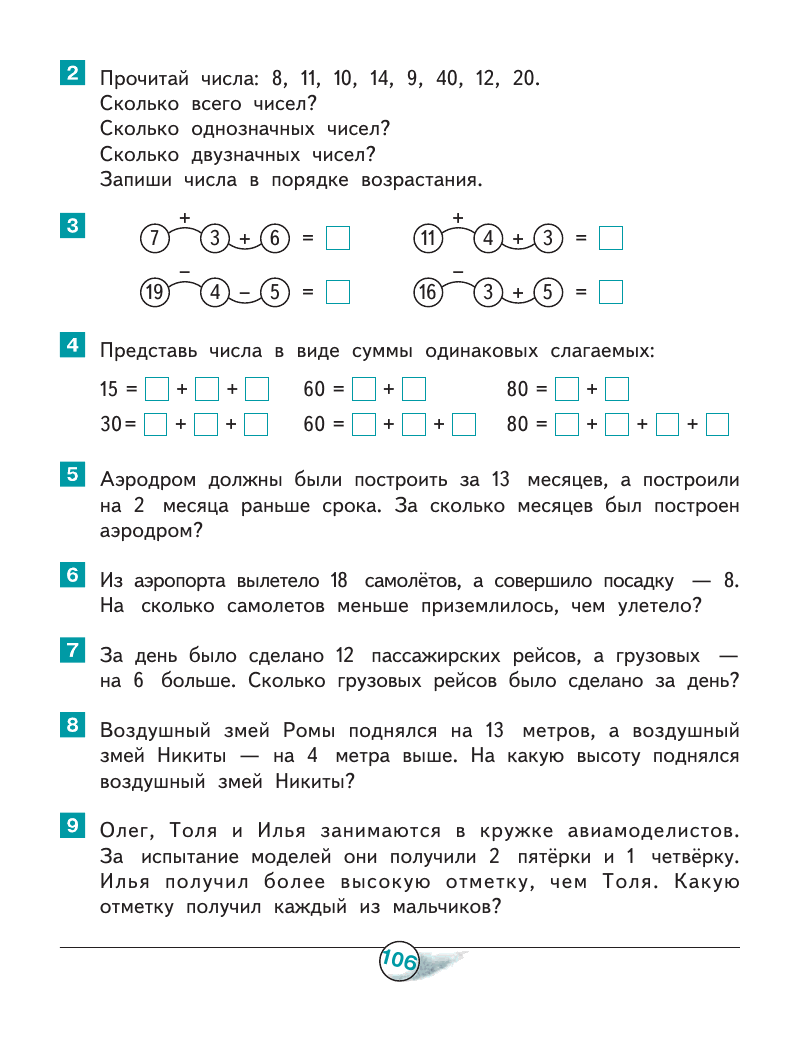 2 Прочитай числа: 8, 11, 10, 14, 9, 40, 12, 20.
Сколько всего чисел?
Сколько однозначных чисел?
Сколько двузначных чисел?
Запиши числа в порядке возрастания.
3
+ +
7 3 + 6 = 11 4 + 3 =
– –
19 4 – 5 = 16 3 + 5 =
4 Представь числа в виде суммы одинаковых слагаемых:
15 = □ + □ + □ 60 = □ + □ 80 = □ + □
30 = □ + □ + □ 60 = □ + □ + □ 80 = □ + □ + □ + □
5 Аэродром должны были построить за 13 месяцев, а построили
на 2 месяца раньше срока. За сколько месяцев был построен
аэродром?
6 Из аэропорта вылетело 18 самолётов, а совершило посадку — 8.
На сколько самолетов меньше приземлилось, чем улетело?
7 За день было сделано 12 пассажирских рейсов, а грузовых —
на 6 больше. Сколько грузовых рейсов было сделано за день?
8 Воздушный змей Ромы поднялся на 13 метров, а воздушный
змей Никиты — на 4 метра выше. На какую высоту поднялся
воздушный змей Никиты?
9 Олег, Толя и Илья занимаются в кружке авиамоделистов.
За испытание моделей они получили 2 пятёрки и 1 четвёрку.
Илья получил более высокую отметку, чем Толя. Какую
отметку получил каждый из мальчиков?
106